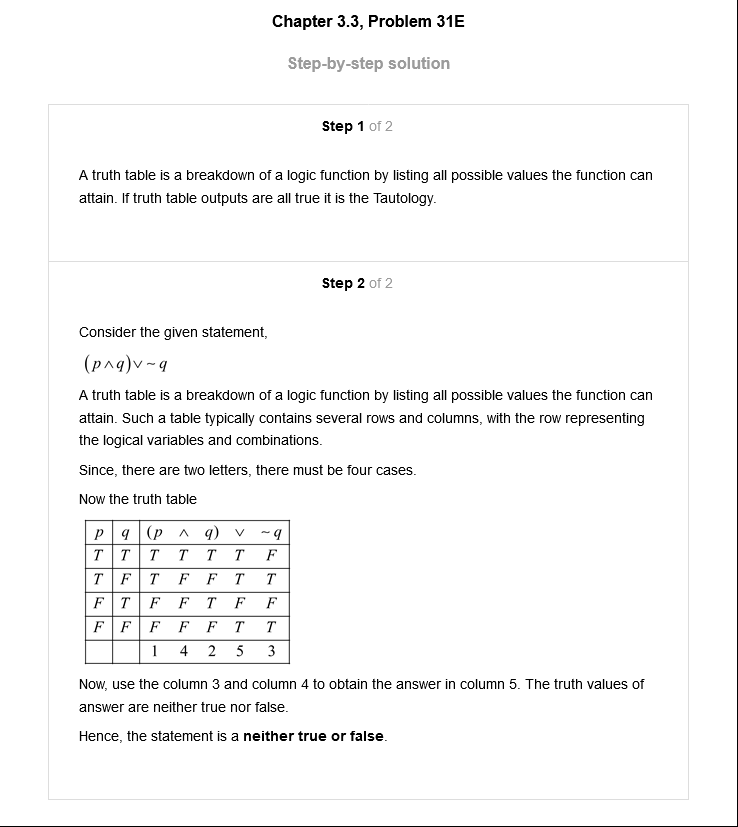 Chapter 3.3, Problem 31E
Step-by-step solution
Step 1 of 2
A truth table is a breakdown of a logic function by listing all possible values the function can
attain. If truth table outputs are all true it is the Tautology.
Step 2 of 2
Consider the given statement,
(p∧q)∨~q
A truth table is a breakdown of a logic function by listing all possible values the function can
attain. Such a table typically contains several rows and columns, with the row representing
the logical variables and combinations.
Since, there are two letters, there must be four cases.
Now the truth table
p q (p ∧ q) ∨ ~q
T T T T T T F
T F T F F T T
F T F F T F F
F F F F F T T
1 4 2 5 3
Now, use the column 3 and column 4 to obtain the answer in column 5. The truth values of
answer are neither true nor false.
Hence, the statement is a neither true or false.